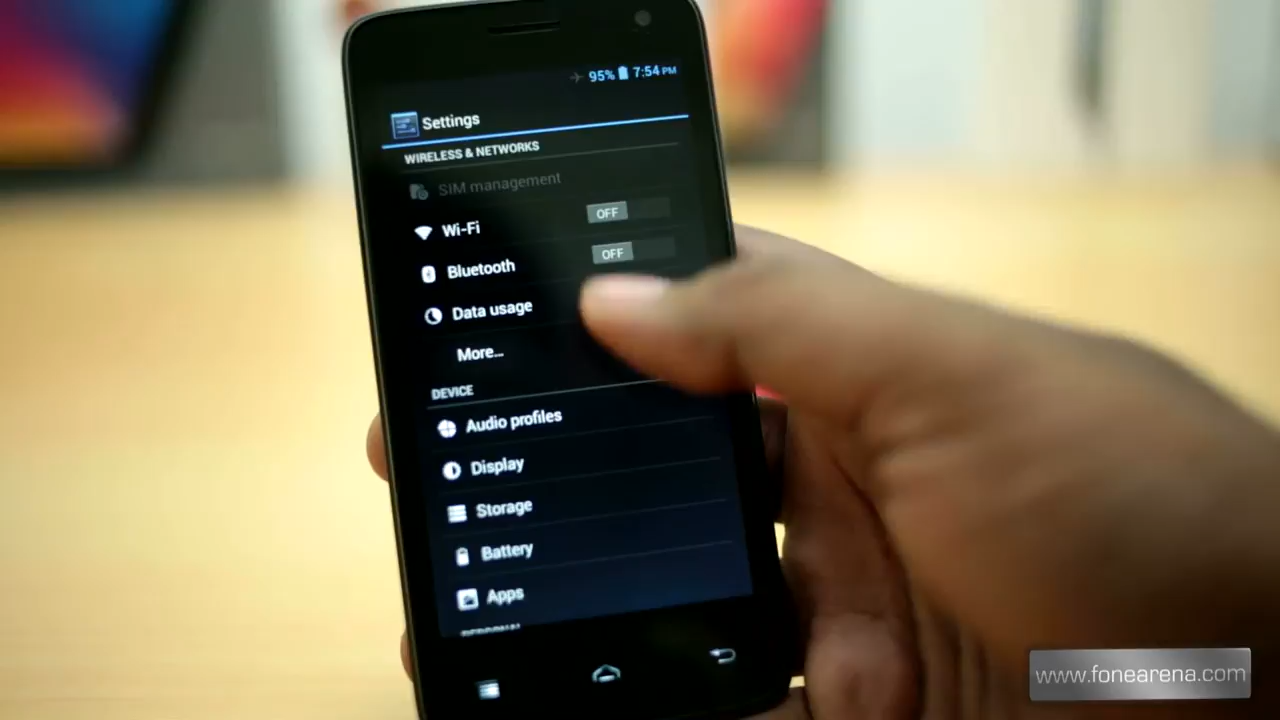 95% 7:54 PM
Settings
WIRELESS & NETWORKS
SIM management
Wi-Fi OFF
Bluetooth OFF
Data usage
More...
DEVICE
Audio profiles
Display
Storage
Battery
Apps
PERSONAL
www.fonearena.com